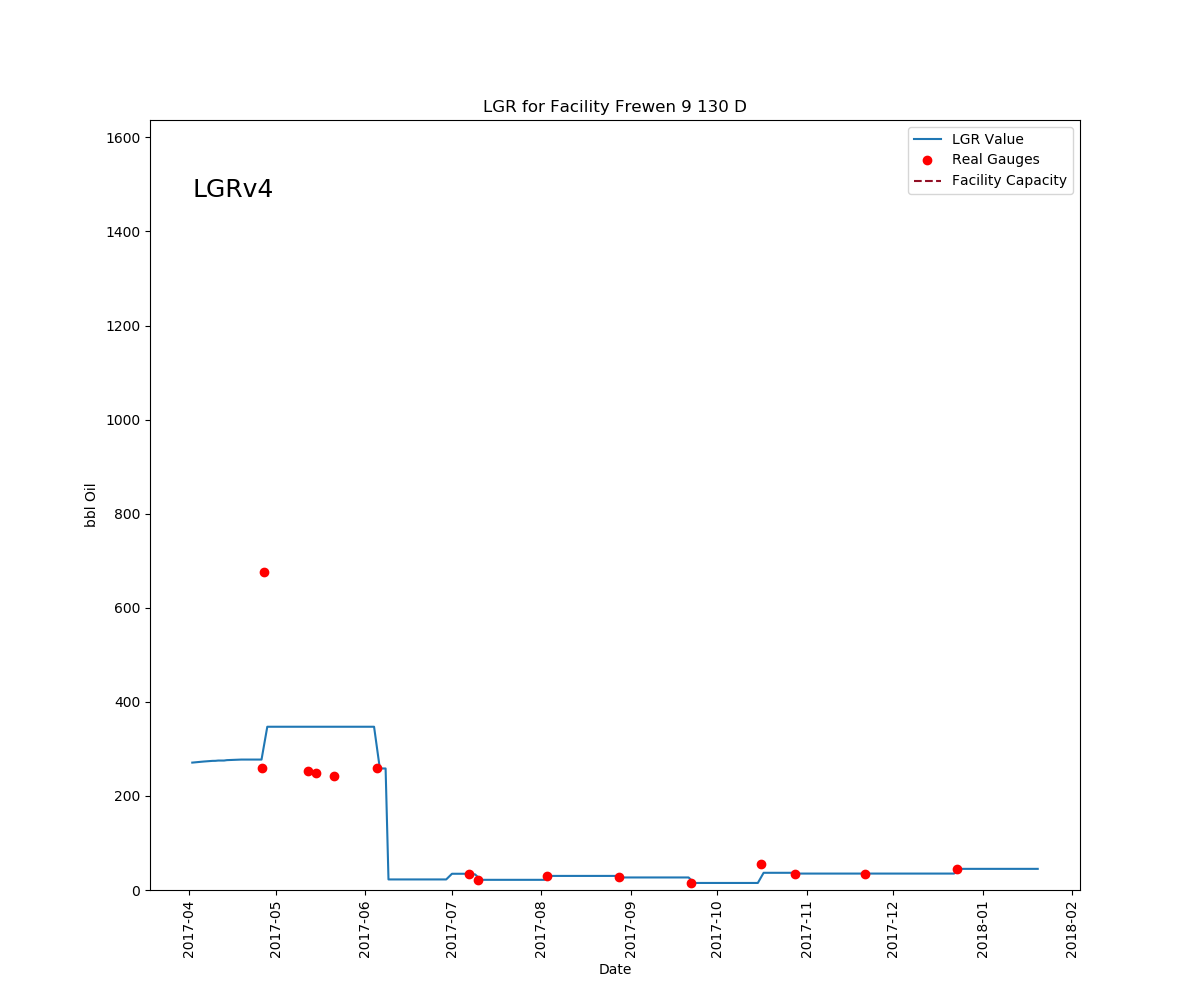 LGR for Facility Frewen 9 130 D
LGRv4
LGR Value
Real Gauges
Facility Capacity
1600
1400
1200
1000
800
600
400
200
0
bbl Oil
2017-04
2017-05
2017-06
2017-07
2017-08
2017-09
2017-10
2017-11
2017-12
2018-01
2018-02
Date